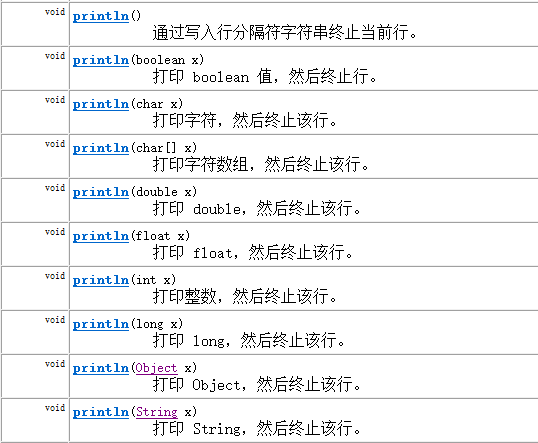 void println()
通过写入行分隔符字符串终止当前行。
void println(boolean x)
打印 boolean 值，然后终止行。
void println(char x)
打印字符，然后终止该行。
void println(char[] x)
打印字符数组，然后终止该行。
void println(double x)
打印 double，然后终止该行。
void println(float x)
打印 float，然后终止该行。
void println(int x)
打印整数，然后终止该行。
void println(long x)
打印 long，然后终止该行。
void println(Object x)
打印 Object，然后终止该行。
void println(String x)
打印 String，然后终止该行。